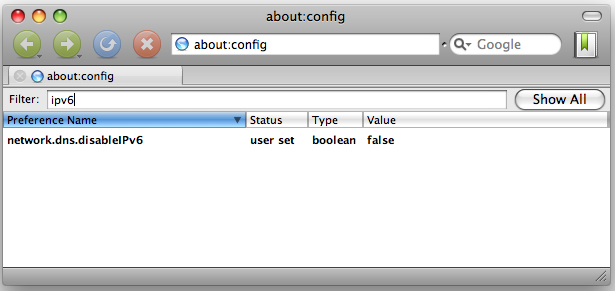 about:config
about:config
Google
about:config
Filter: ipv6 Show All
Preference Name Status Type Value
network.dns.disableIPv6 user set boolean false